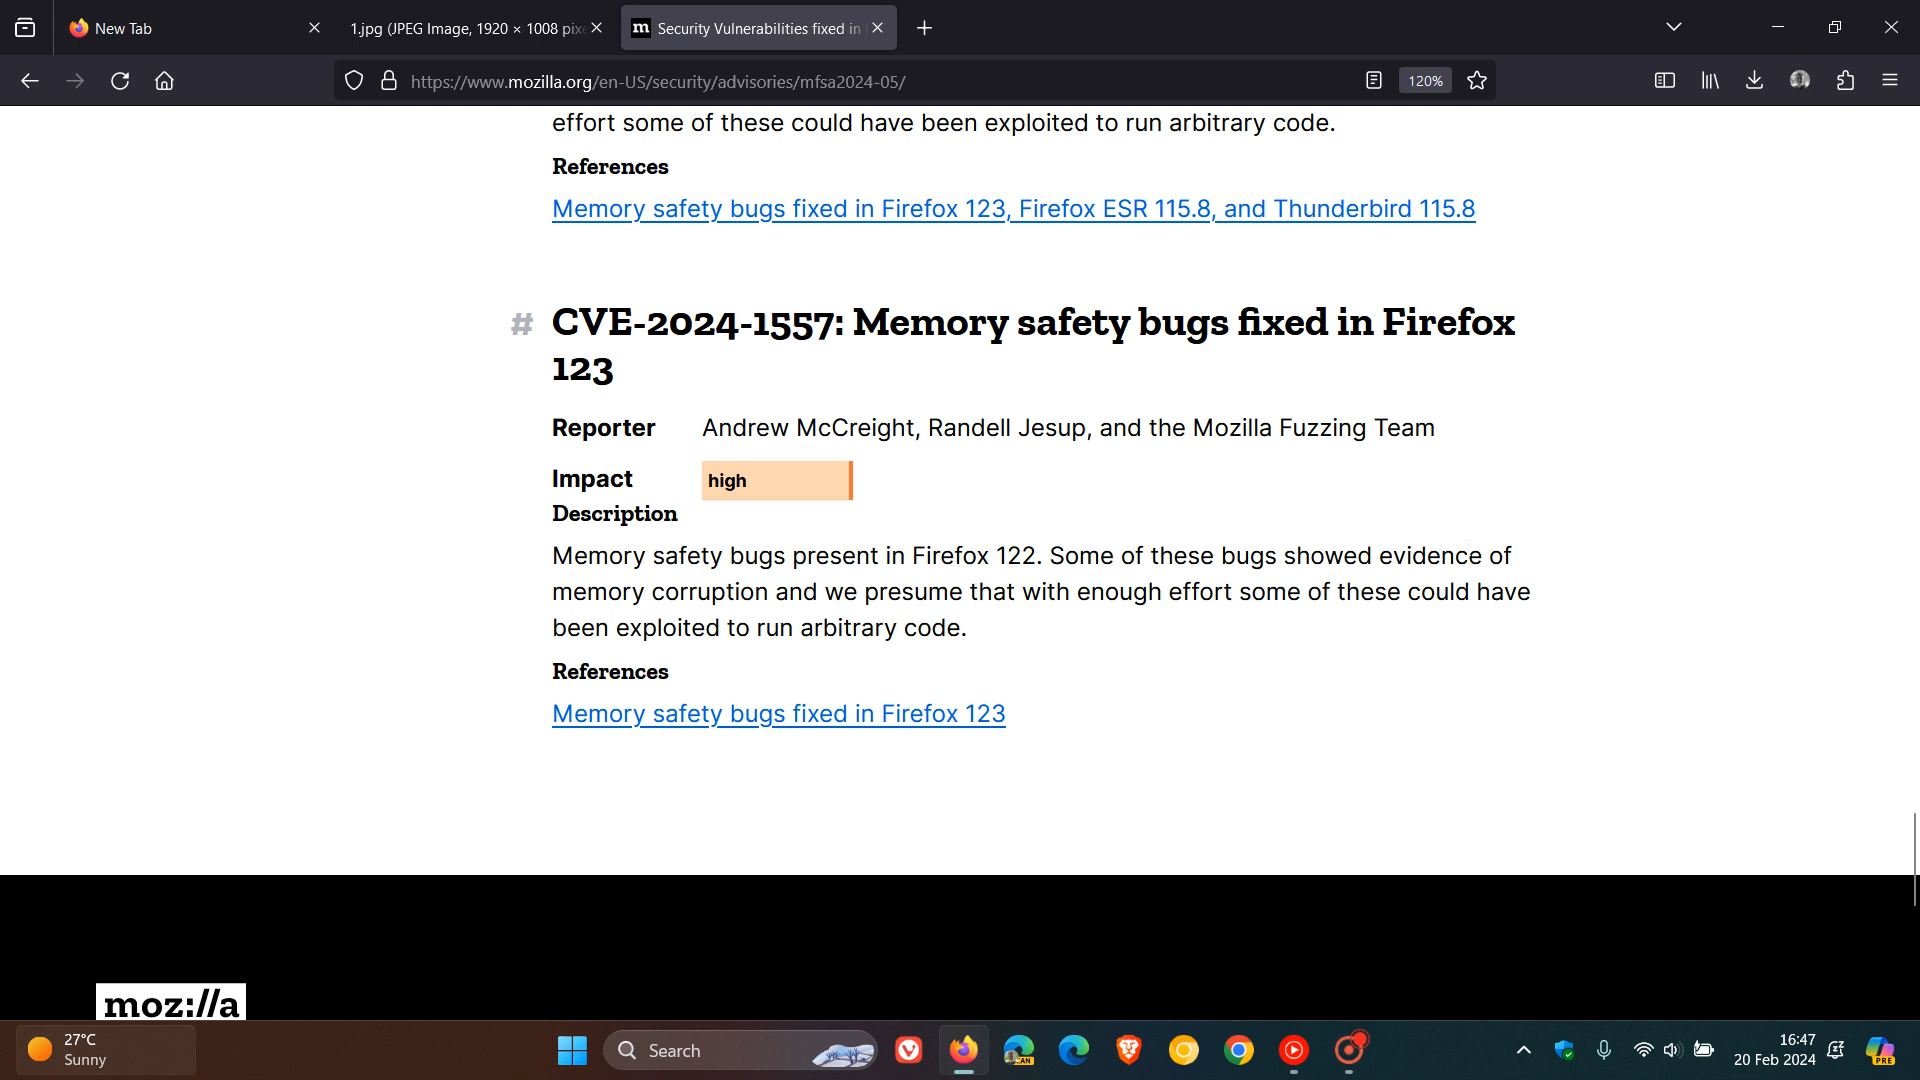 New Tab
1.jpg (JPEG Image, 1920 × 1008 pix
Security Vulnerabilities fixed in
https://www.mozilla.org/en-US/security/advisories/mfsa2024-05/
120%
effort some of these could have been exploited to run arbitrary code.
References
Memory safety bugs fixed in Firefox 123, Firefox ESR 115.8, and Thunderbird 115.8
# CVE-2024-1557: Memory safety bugs fixed in Firefox
123
Reporter Andrew McCreight, Randell Jesup, and the Mozilla Fuzzing Team
Impact high
Description
Memory safety bugs present in Firefox 122. Some of these bugs showed evidence of
memory corruption and we presume that with enough effort some of these could have
been exploited to run arbitrary code.
References
Memory safety bugs fixed in Firefox 123
moz://a
27°C
Sunny
Search
CAN
16:47
20 Feb 2024
PRE